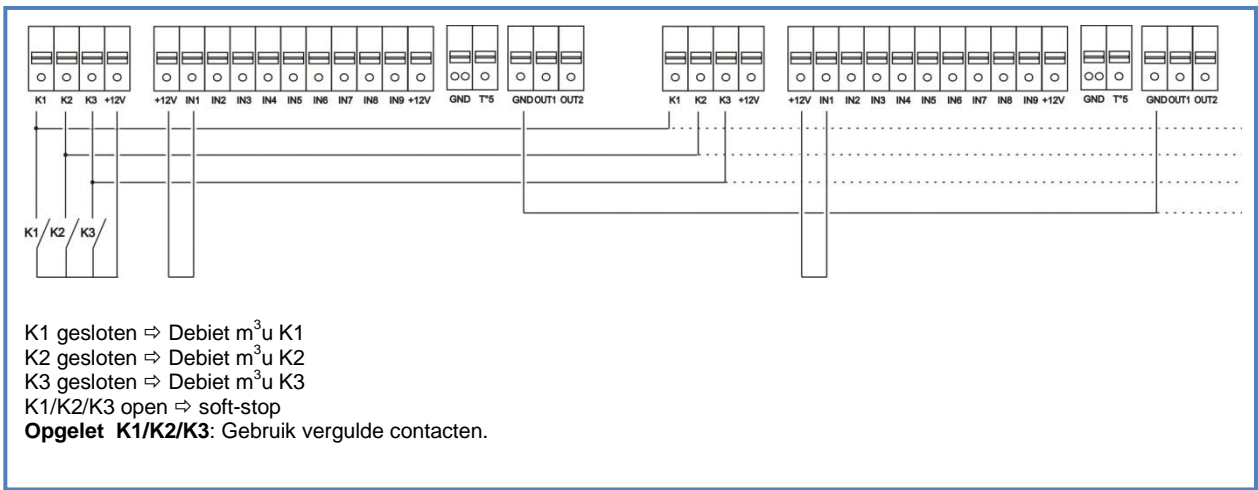 K1 K2 K3 +12V +12V IN1 IN2 IN3 IN4 IN5 IN6 IN7 IN8 IN9 +12V GND T°5 GND OUT1 OUT2 K1 K2 K3 +12V +12V IN1 IN2 IN3 IN4 IN5 IN6 IN7 IN8 IN9 +12V GND T°5 GND OUT1 OUT2
K1 K2 K3
K1 gesloten ⇨ Debiet m³u K1
K2 gesloten ⇨ Debiet m³u K2
K3 gesloten ⇨ Debiet m³u K3
K1/K2/K3 open ⇨ soft-stop
Opgelet K1/K2/K3: Gebruik vergulde contacten.